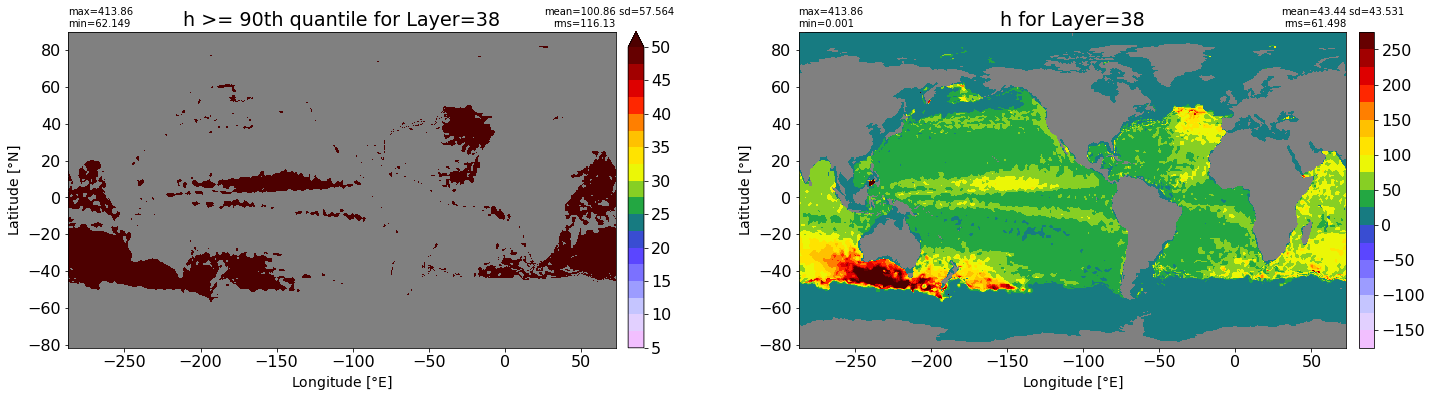 max=413.86
min=62.149
h >= 90th quantile for Layer=38
mean=100.86 sd=57.564
rms=116.13
80
60
40
20
0
−20
−40
−60
−80
Latitude [°N]
−250 −200 −150 −100 −50 0 50
Longitude [°E]
50
45
40
35
30
25
20
15
10
5
max=413.86
min=0.001
h for Layer=38
mean=43.44 sd=43.531
rms=61.498
80
60
40
20
0
−20
−40
−60
−80
Latitude [°N]
−250 −200 −150 −100 −50 0 50
Longitude [°E]
250
200
150
100
50
0
−50
−100
−150